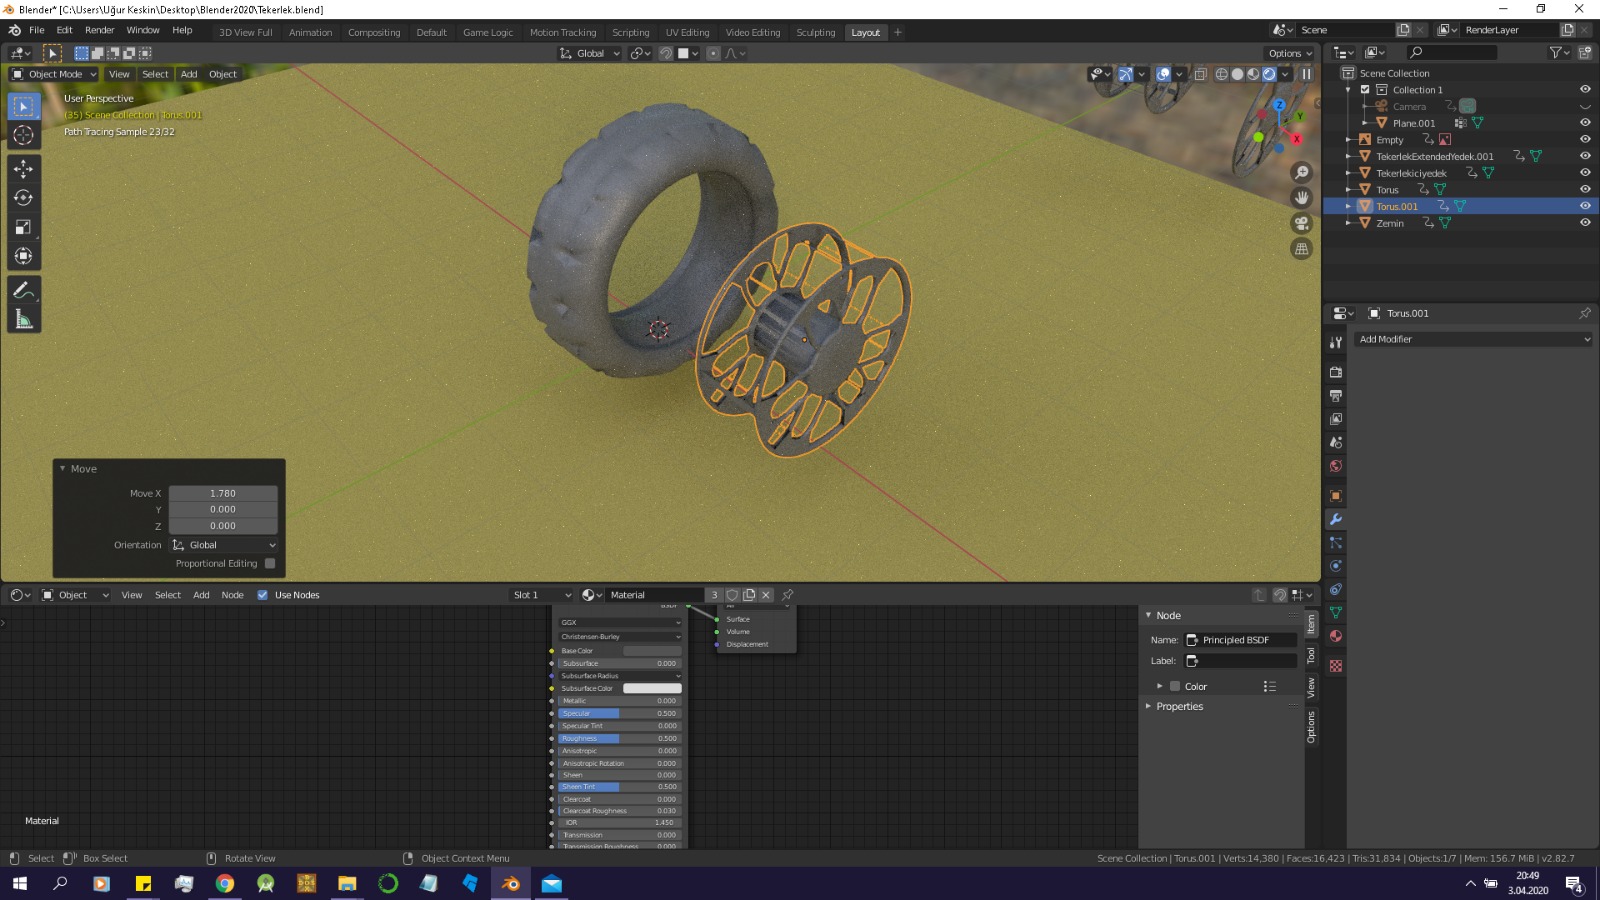 Blender* [C:\Users\Uğur Keskin\Desktop\Blender2020\Tekerlek.blend]
File Edit Render Window Help 3D View Full Animation Compositing Default Game Logic Motion Tracking Scripting UV Editing Video Editing Sculpting Layout + Scene RenderLayer
Global Options
Object Mode View Select Add Object
User Perspective
(35) Scene Collection | Torus.001
Path Tracing Sample 23/32
Z
Y
X
Scene Collection
Collection 1
Camera
Plane.001
Empty
TekerlekExtendedYedek.001
Tekerlekiciyedek
Torus
Torus.001
Zemin
Torus.001
Add Modifier
Move
Move X 1.780
Y 0.000
Z 0.000
Orientation Global
Proportional Editing
Object View Select Add Node Use Nodes Slot 1 Material 3
BSDF
All
GGX
Christensen-Burley
Base Color
Subsurface 0.000
Subsurface Radius
Subsurface Color
Metallic 0.000
Specular 0.500
Specular Tint 0.000
Roughness 0.500
Anisotropic 0.000
Anisotropic Rotation 0.000
Sheen 0.000
Sheen Tint 0.500
Clearcoat 0.000
Clearcoat Roughness 0.030
IOR 1.450
Transmission 0.000
Transmission Roughness 0.000
Surface
Volume
Displacement
Material
Node
Name: Principled BSDF
Label:
Color
Properties
Item
Tool
View
Options
Select Box Select Rotate View Object Context Menu
Scene Collection | Torus.001 | Verts:14,380 | Faces:16,423 | Tris:31,834 | Objects:1/7 | Mem: 156.7 MiB | v2.82.7
20:49
3.04.2020
4